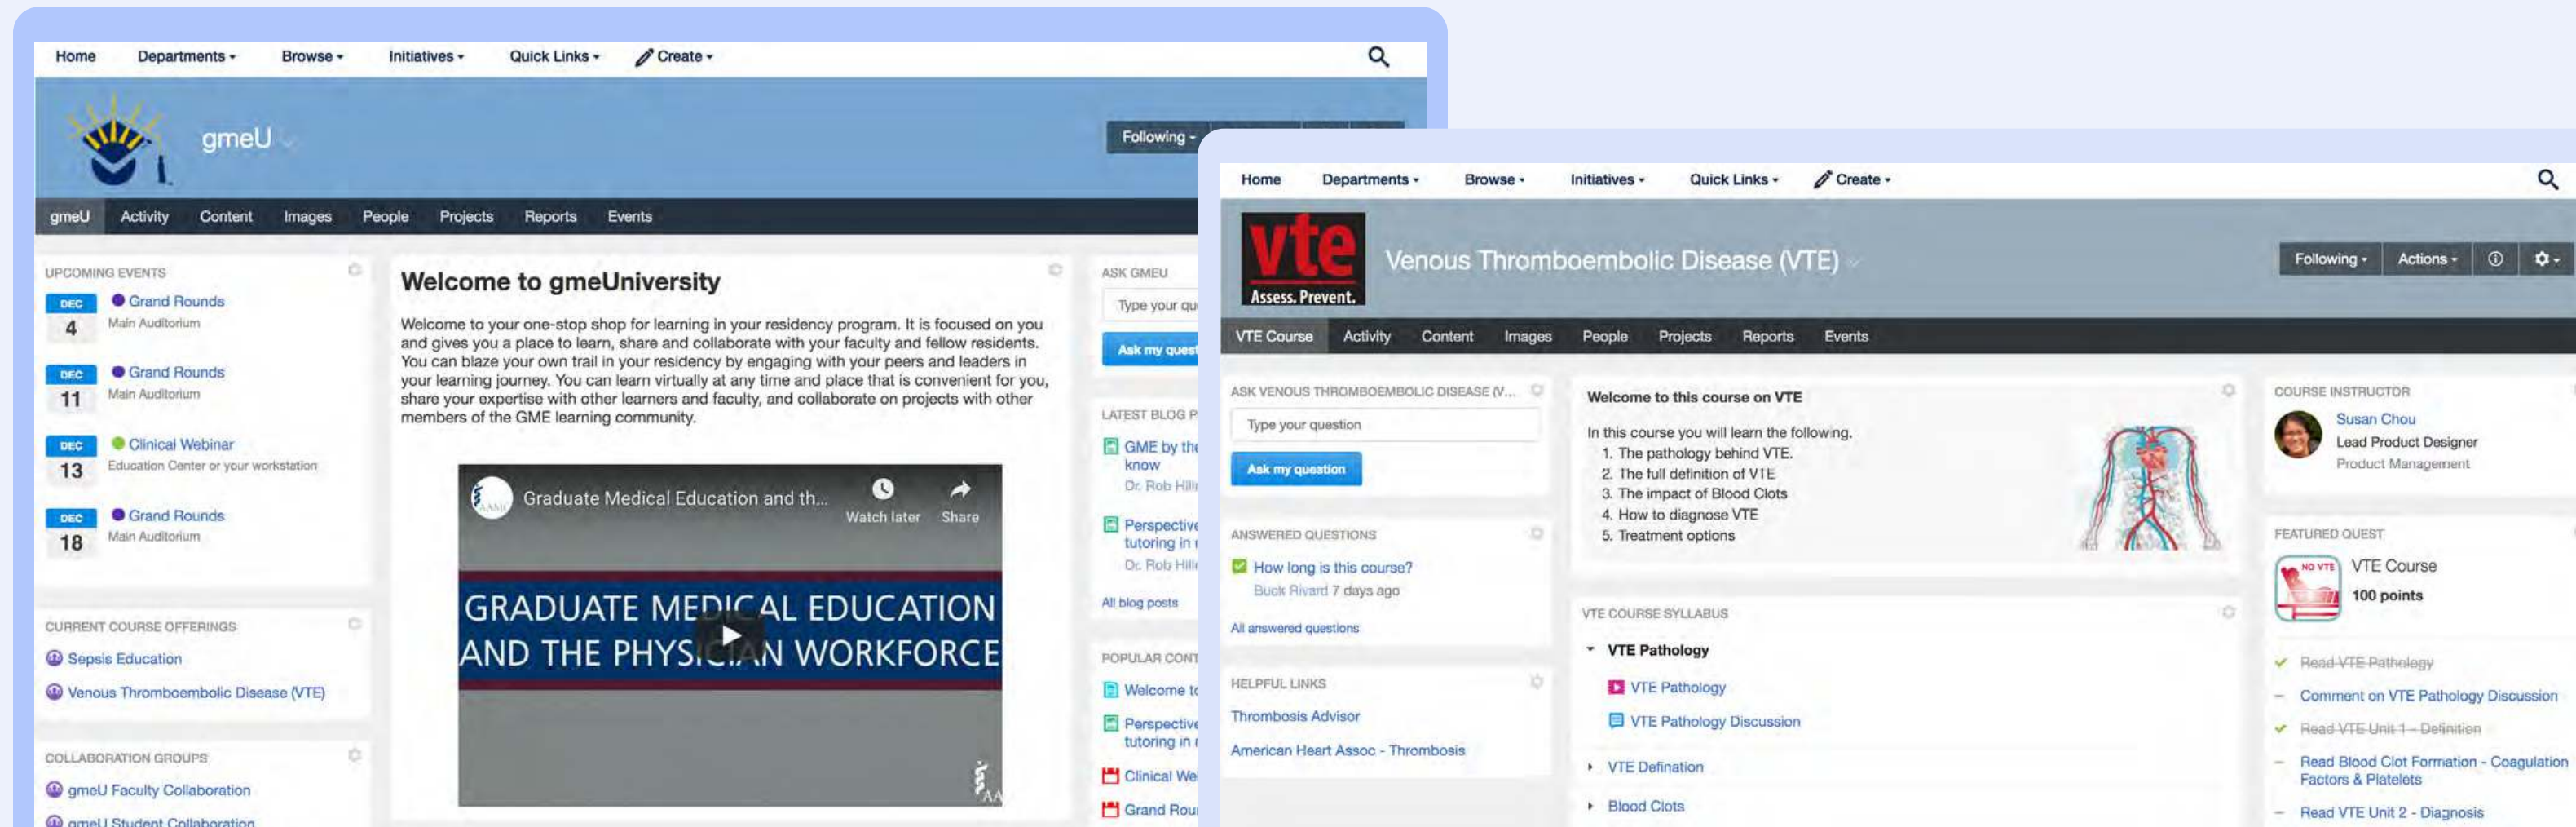 Home Departments Browse Initiatives Quick Links Create
gmeU
Following
gmeU Activity Content Images People Projects Reports Events
UPCOMING EVENTS
DEC
4
Grand Rounds
Main Auditorium
DEC
11
Grand Rounds
Main Auditorium
DEC
13
Clinical Webinar
Education Center or your workstation
DEC
18
Grand Rounds
Main Auditorium
CURRENT COURSE OFFERINGS
Sepsis Education
Venous Thromboembolic Disease (VTE)
COLLABORATION GROUPS
gmeU Faculty Collaboration
gmeU Student Collaboration
Welcome to gmeUniversity
Welcome to your one-stop shop for learning in your residency program. It is focused on you
and gives you a place to learn, share and collaborate with your faculty and fellow residents.
You can blaze your own trail in your residency by engaging with your peers and leaders in
your learning journey. You can learn virtually at any time and place that is convenient for you,
share your expertise with other learners and faculty, and collaborate on projects with other
members of the GME learning community.
Graduate Medical Education and th...
Watch later Share
GRADUATE MEDICAL EDUCATION
AND THE PHYSICIAN WORKFORCE
ASK GMEU
Type your qu
Ask my quest
LATEST BLOG P
GME by the
know
Dr. Rob Hill
Perspective
tutoring in
Dr. Rob Hill
All blog posts
POPULAR CONT
Welcome to
Perspective
tutoring in
Clinical We
Grand Rou
Home Departments Browse Initiatives Quick Links Create
vte
Assess. Prevent.
Venous Thromboembolic Disease (VTE)
Following Actions
VTE Course Activity Content Images People Projects Reports Events
ASK VENOUS THROMBOEMBOLIC DISEASE (V...
Type your question
Ask my question
ANSWERED QUESTIONS
How long is this course?
Buck Rivard 7 days ago
All answered questions
HELPFUL LINKS
Thrombosis Advisor
American Heart Assoc - Thrombosis
Welcome to this course on VTE
In this course you will learn the following.
1. The pathology behind VTE.
2. The full definition of VTE
3. The impact of Blood Clots
4. How to diagnose VTE
5. Treatment options
VTE COURSE SYLLABUS
VTE Pathology
VTE Pathology
VTE Pathology Discussion
VTE Defination
Blood Clots
COURSE INSTRUCTOR
Susan Chou
Lead Product Designer
Product Management
FEATURED QUEST
NO VTE
VTE Course
100 points
Read VTE Pathology
Comment on VTE Pathology Discussion
Read VTE Unit 1 - Definition
Read Blood Clot Formation - Coagulation
Factors & Platelets
Read VTE Unit 2 - Diagnosis